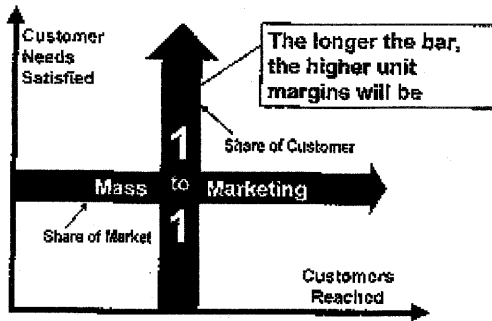 Customer
Needs
Satisfied
The longer the bar,
the higher unit
margins will be
Share of Customer
1
Mass to Marketing
1
Share of Market
Customers
Reached